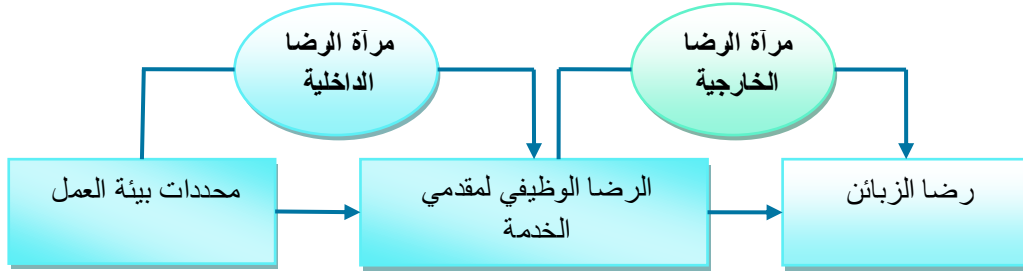 مرآة الرضا
الداخلية
مرآة الرضا
الخارجية
محددات بيئة العمل
الرضا الوظيفي لمقدمي
الخدمة
رضا الزبائن